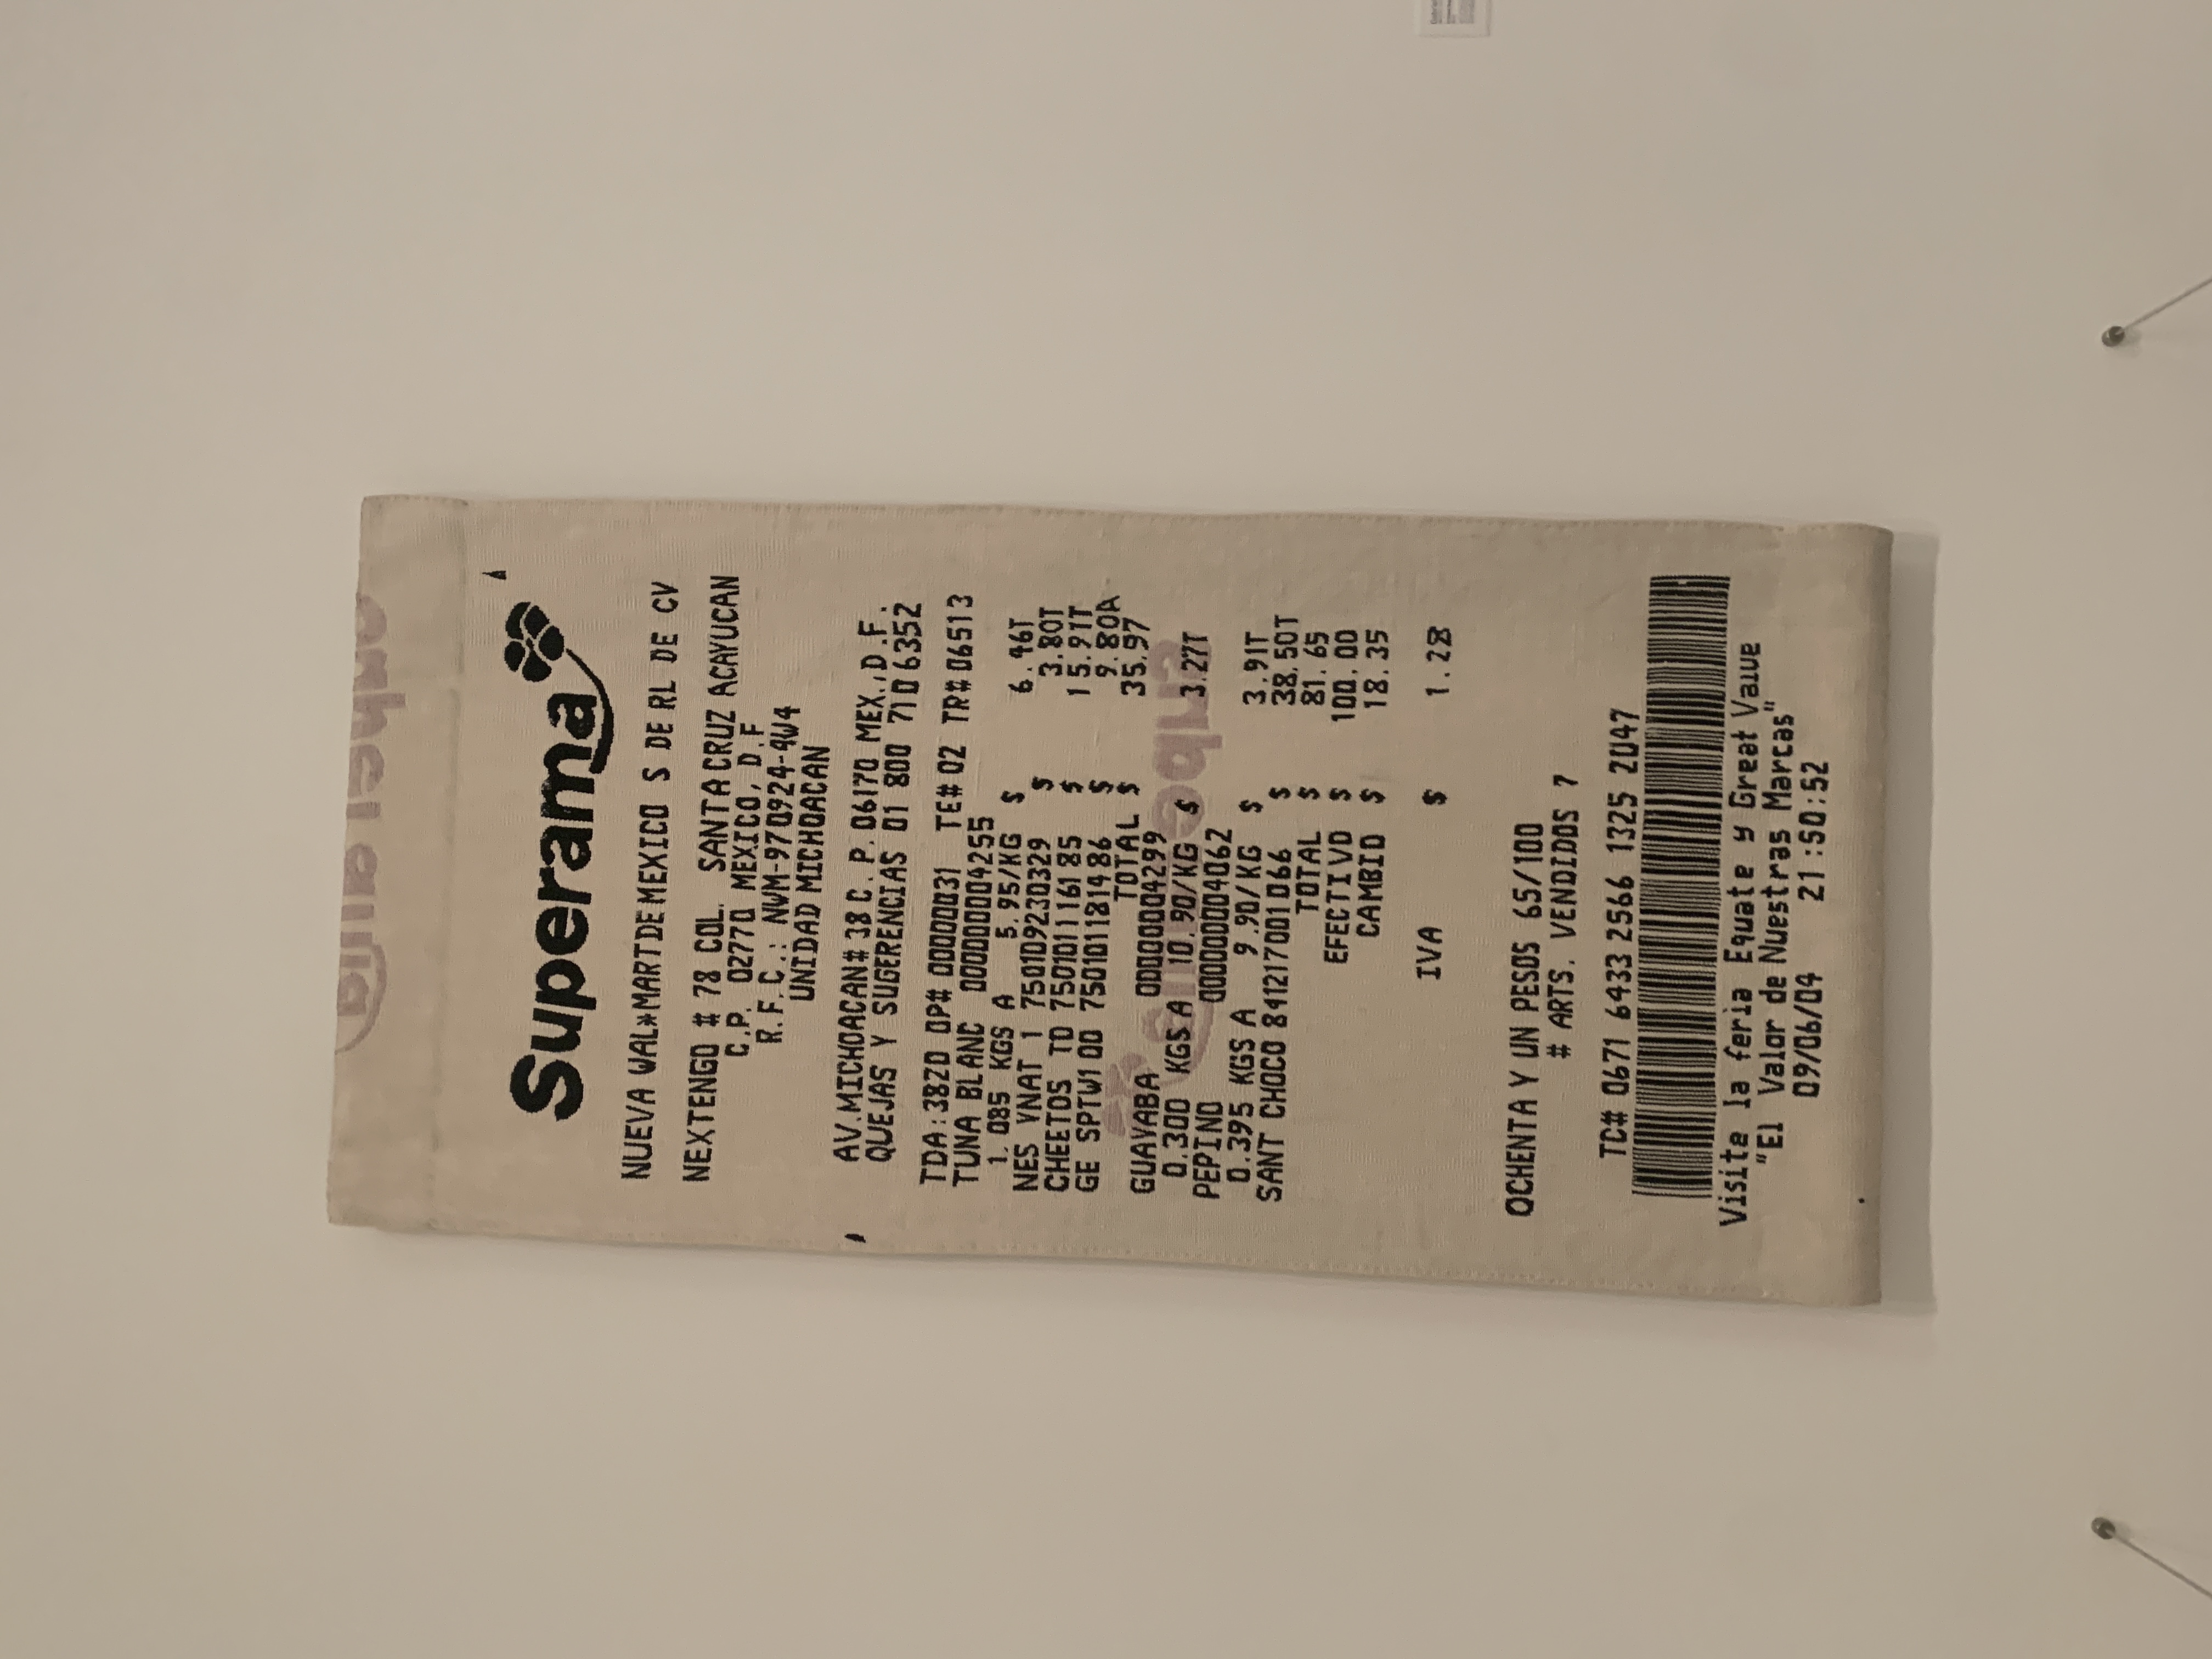 Superama
NUEVA WAL*MART DE MEXICO S DE RL DE CV
NEXTENGO # 78 COL. SANTA CRUZ ACAYUCAN
C.P. 02770 MEXICO, D.F
R.F.C.: NWM-970924-4W4
UNIDAD MICHOACAN
AV.MICHOACAN# 38 C.P. 06170 MEX.,D.F.
QUEJAS Y SUGERENCIAS 01 800 710 6352
TDA:3820 OP# 00000031 TE# 02 TR# 06513
TUNA BLANC 000000004255
1.085 KGS A 5.95/KG $ 6.46T
NES VNAT 1 750109230329 $ 3.80T
CHEETOS TO 750101116185 $ 15.91T
GE SPTW100 750101181486 $ 9.80A
TOTAL $ 35.97
GUAYABA 000000004299
0.300 KGS A 10.90/KG $ 3.27T
PEPINO 000000004062
0.395 KGS A 9.90/KG $ 3.91T
SANT CHOCO 841217001066 $ 38.50T
TOTAL $ 81.65
EFECTIVO $ 100.00
CAMBIO $ 18.35
IVA $ 1.28
OCHENTA Y UN PESOS 65/100
# ARTS. VENDIDOS 7
TC# 0671 6433 2566 1325 2047
Visite la feria Equate y Great Value
"El Valor de Nuestras Marcas"
09/06/04 21:50:52